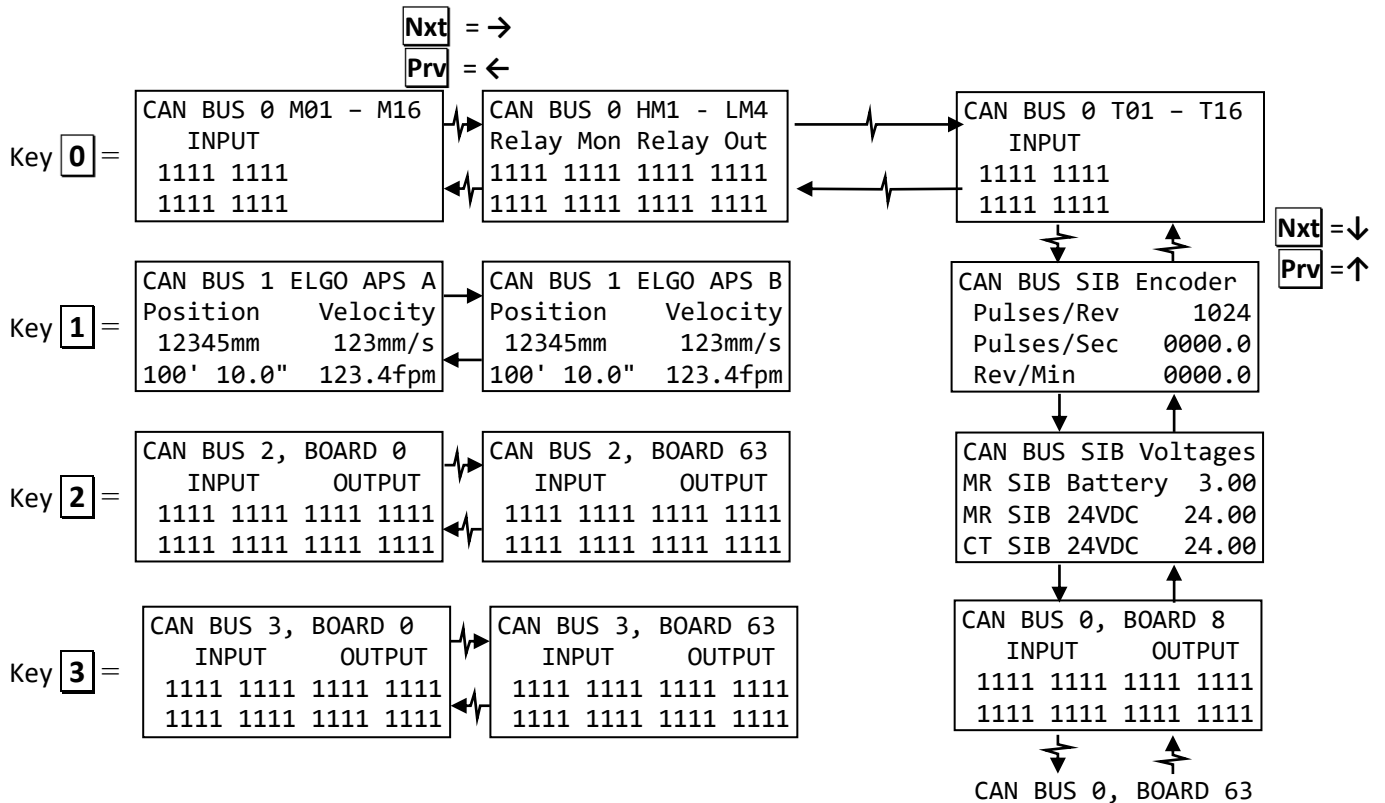 Nxt = →
Prv = ←
Key 0 =
CAN BUS 0 M01 – M16
INPUT
1111 1111
1111 1111
CAN BUS 0 HM1 - LM4
Relay Mon Relay Out
1111 1111 1111 1111
1111 1111 1111 1111
CAN BUS 0 T01 – T16
INPUT
1111 1111
1111 1111
Nxt =↓
Prv =↑
Key 1 =
CAN BUS 1 ELGO APS A
Position Velocity
12345mm 123mm/s
100' 10.0" 123.4fpm
CAN BUS 1 ELGO APS B
Position Velocity
12345mm 123mm/s
100' 10.0" 123.4fpm
CAN BUS SIB Encoder
Pulses/Rev 1024
Pulses/Sec 0000.0
Rev/Min 0000.0
Key 2 =
CAN BUS 2, BOARD 0
INPUT OUTPUT
1111 1111 1111 1111
1111 1111 1111 1111
CAN BUS 2, BOARD 63
INPUT OUTPUT
1111 1111 1111 1111
1111 1111 1111 1111
CAN BUS SIB Voltages
MR SIB Battery 3.00
MR SIB 24VDC 24.00
CT SIB 24VDC 24.00
Key 3 =
CAN BUS 3, BOARD 0
INPUT OUTPUT
1111 1111 1111 1111
1111 1111 1111 1111
CAN BUS 3, BOARD 63
INPUT OUTPUT
1111 1111 1111 1111
1111 1111 1111 1111
CAN BUS 0, BOARD 8
INPUT OUTPUT
1111 1111 1111 1111
1111 1111 1111 1111
CAN BUS 0, BOARD 63